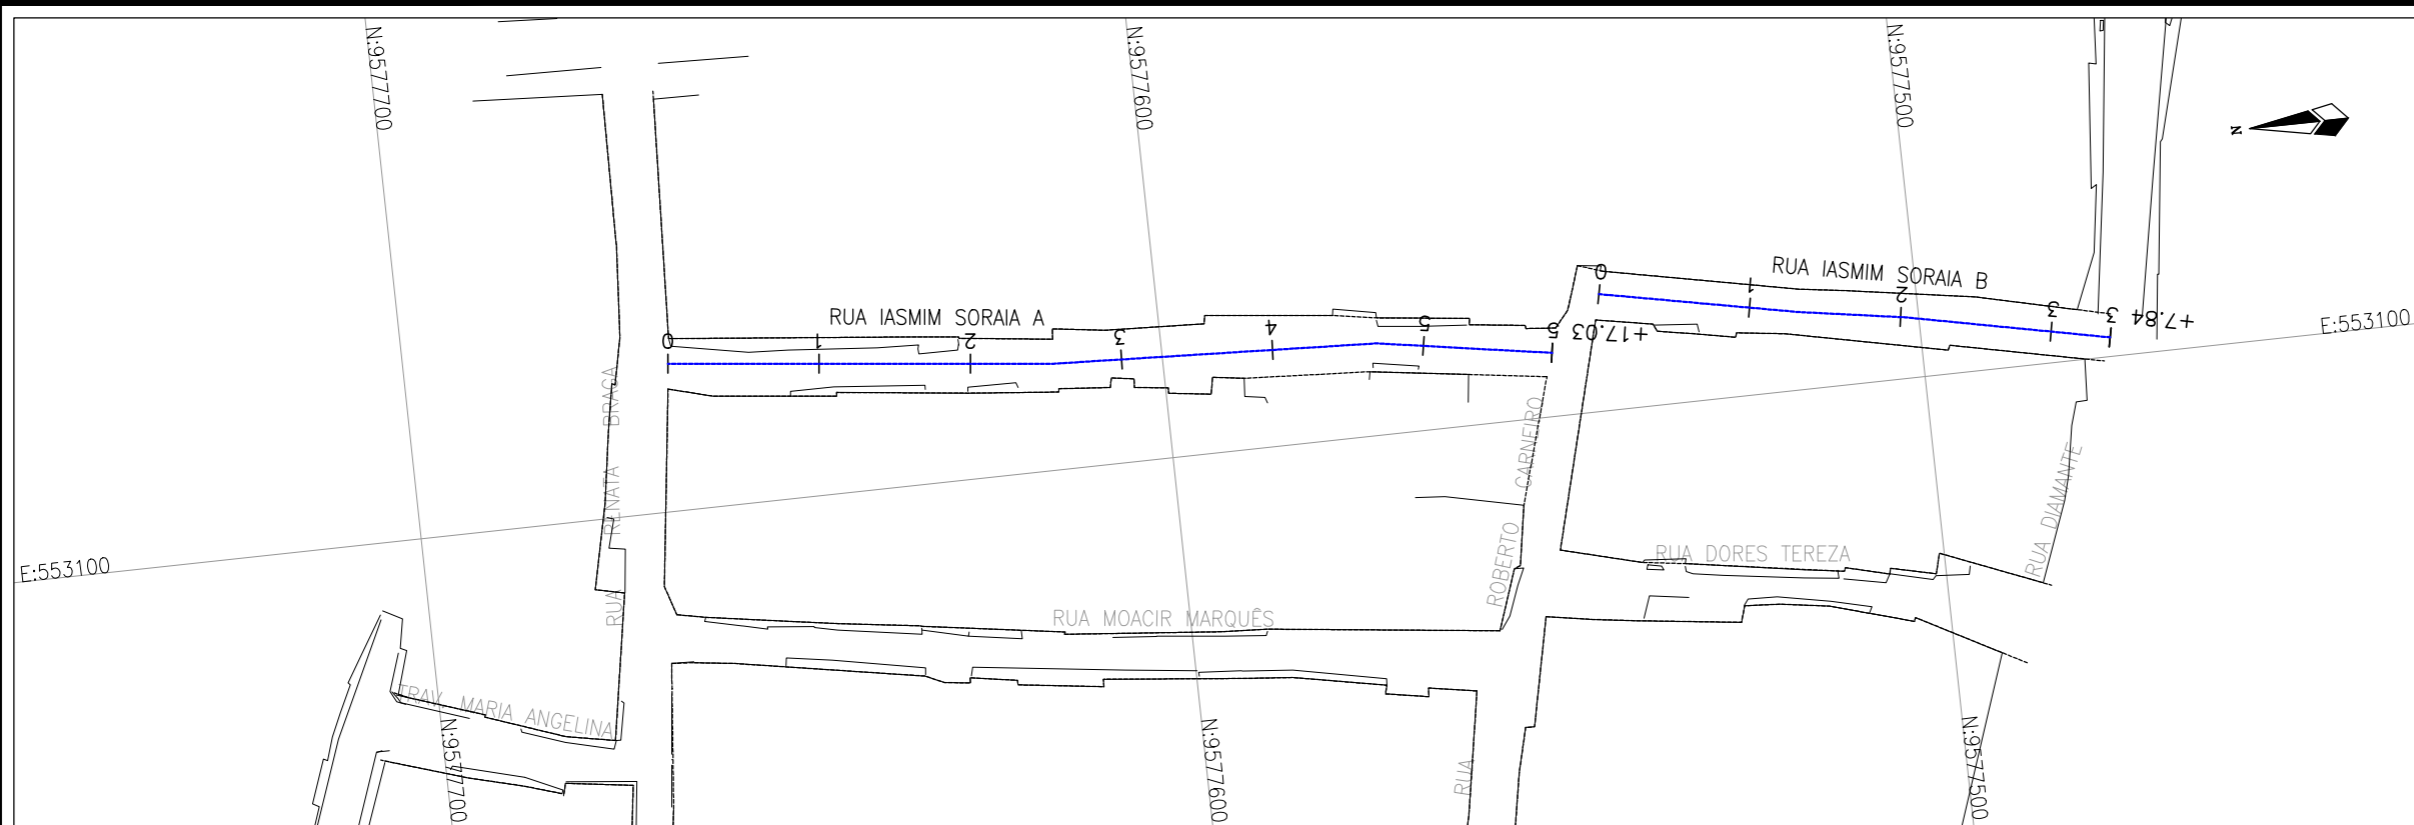 N:9577700
N:9577600
N:9577500
N
RUA IASMIM SORAIA B
0
1
2
3
3 +7.84
E:553100
RUA IASMIM SORAIA A
0
1
2
3
4
5
5 +17.03
RUA RENATA BRAGA
RUA ROBERTO CARNEIRO
RUA DIAMANTE
RUA DORES TEREZA
E:553100
RUA MOACIR MARQUÊS
TRAV. MARIA ANGELINA
N:9577700
N:9577600
N:9577500